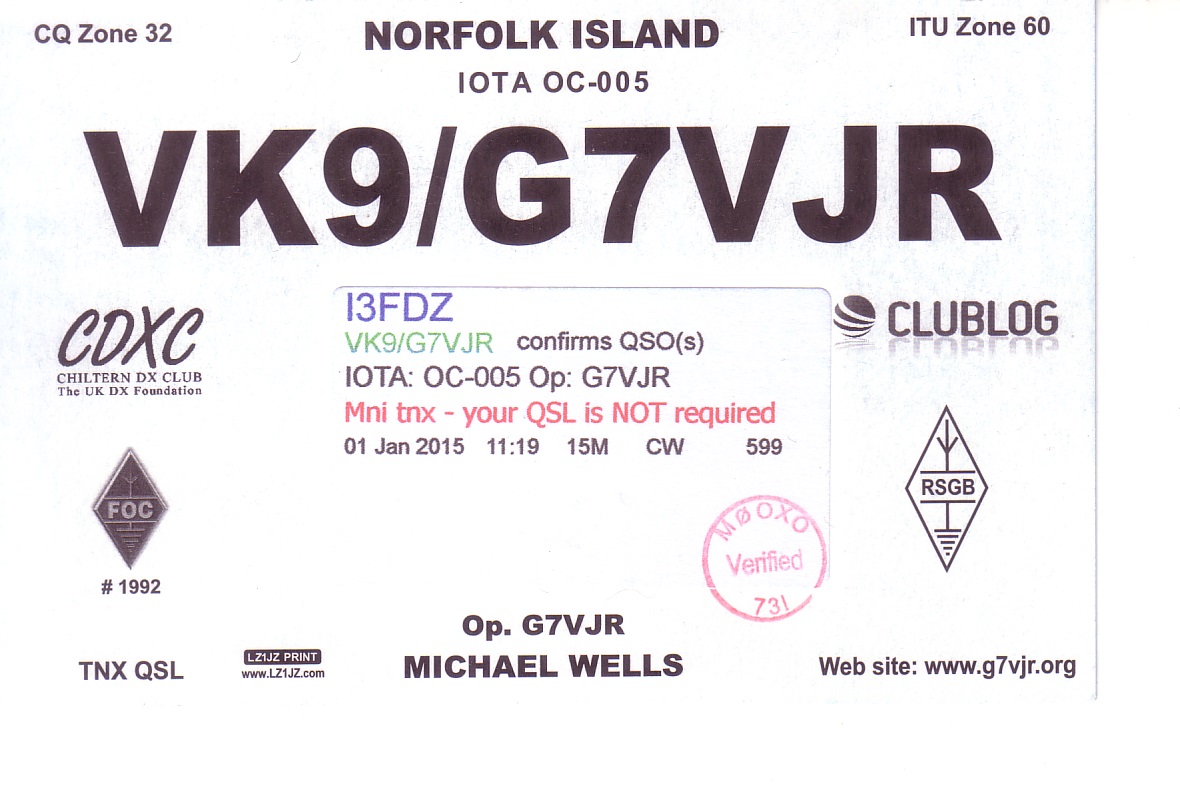 CQ Zone 32
NORFOLK ISLAND
ITU Zone 60
IOTA OC-005
VK9/G7VJR
CDXC
CHILTERN DX CLUB
The UK DX Foundation
I3FDZ
VK9/G7VJR confirms QSO(s)
IOTA: OC-005 Op: G7VJR
Mni tnx - your QSL is NOT required
01 Jan 2015 11:19 15M CW 599
CLUBLOG
FOC
# 1992
RSGB
MØOXO
Verified
731
Op. G7VJR
MICHAEL WELLS
TNX QSL
LZ1JZ PRINT
www.LZ1JZ.com
Web site: www.g7vjr.org